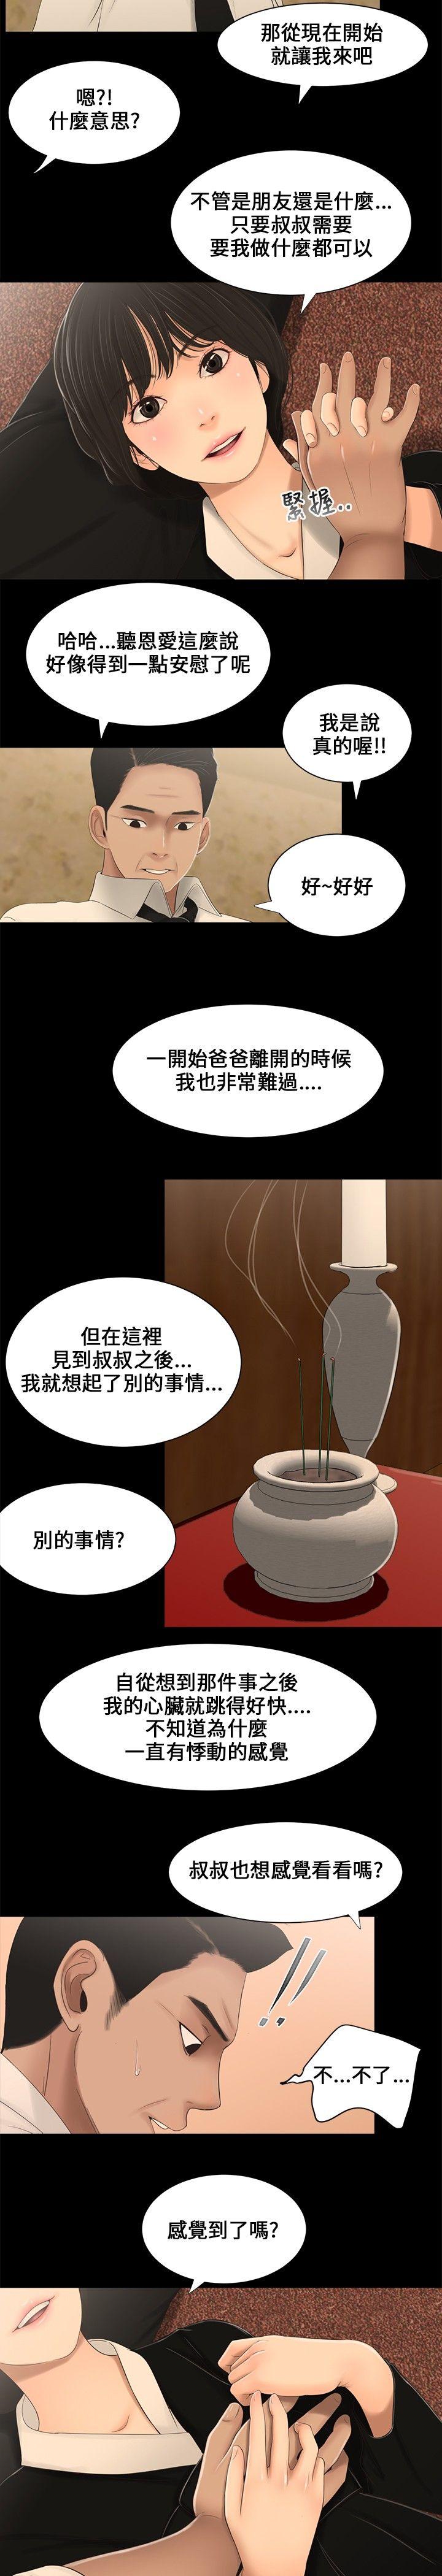 那從現在開始
就讓我來吧
嗯?!
什麼意思?
不管是朋友還是什麼...
只要叔叔需要
要我做什麼都可以
緊握..
哈哈...聽恩愛這麼說
好像得到一點安慰了呢
我是說
真的喔!!
好~好好
一開始爸爸離開的時候
我也非常難過....
但在這裡
見到叔叔之後...
我就想起了別的事情...
別的事情?
自從想到那件事之後
我的心臟就跳得好快....
不知道為什麼
一直有悸動的感覺
叔叔也想感覺看看嗎?
!!
不...不了...
感覺到了嗎?